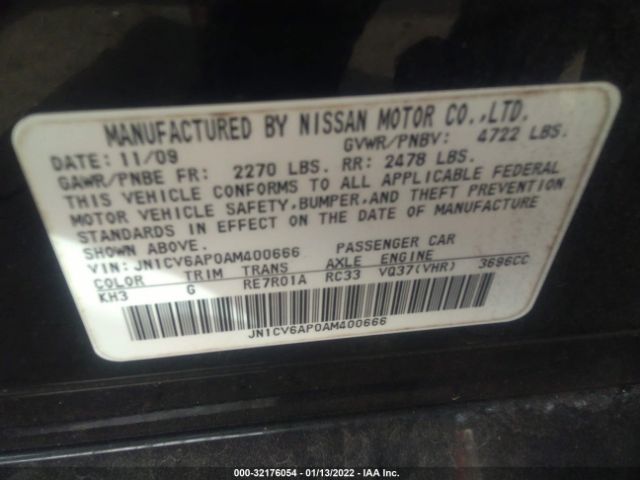 MANUFACTURED BY NISSAN MOTOR CO.,LTD.
DATE: 11/09 GVWR/PNBV: 4722 LBS.
GAWR/PNBE FR: 2270 LBS. RR: 2478 LBS.
THIS VEHICLE CONFORMS TO ALL APPLICABLE FEDERAL
MOTOR VEHICLE SAFETY,BUMPER,AND THEFT PREVENTION
STANDARDS IN EFFECT ON THE DATE OF MANUFACTURE
SHOWN ABOVE.
VIN: JN1CV6AP0AM400666 PASSENGER CAR
COLOR TRIM TRANS AXLE ENGINE
KH3 G RE7R01A RC33 VQ37(VHR) 3696CC
JN1CV6AP0AM400666
000-32176054 - 01/13/2022 - IAA Inc.